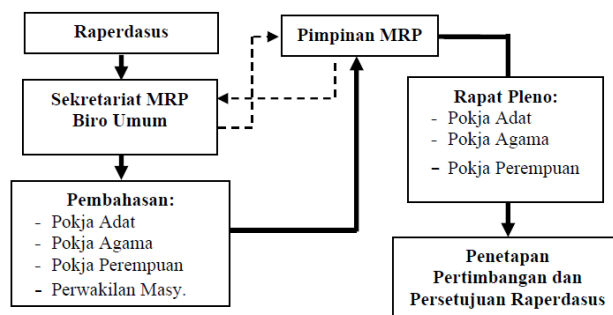 Raperdasus
Sekretariat MRP
Biro Umum
Pembahasan:
- Pokja Adat
- Pokja Agama
- Pokja Perempuan
- Perwakilan Masy.
Pimpinan MRP
Rapat Pleno:
- Pokja Adat
- Pokja Agama
- Pokja Perempuan
Penetapan
Pertimbangan dan
Persetujuan Raperdasus